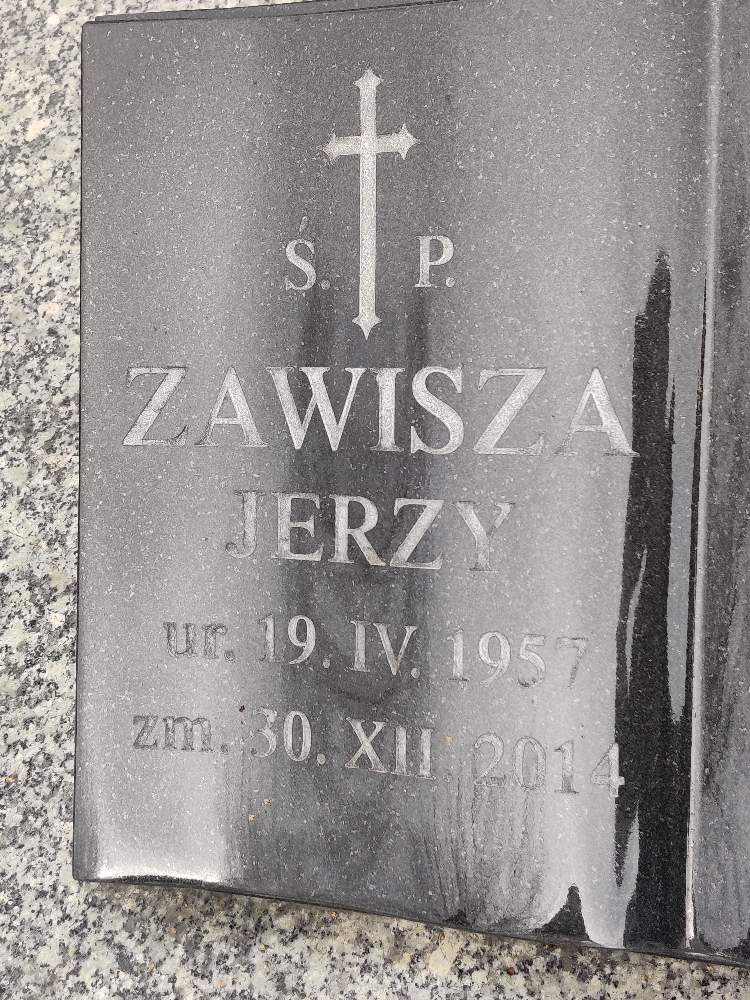 Ś. P.
ZAWISZA
JERZY
ur. 19. IV. 1957
zm. 30. XII 2014